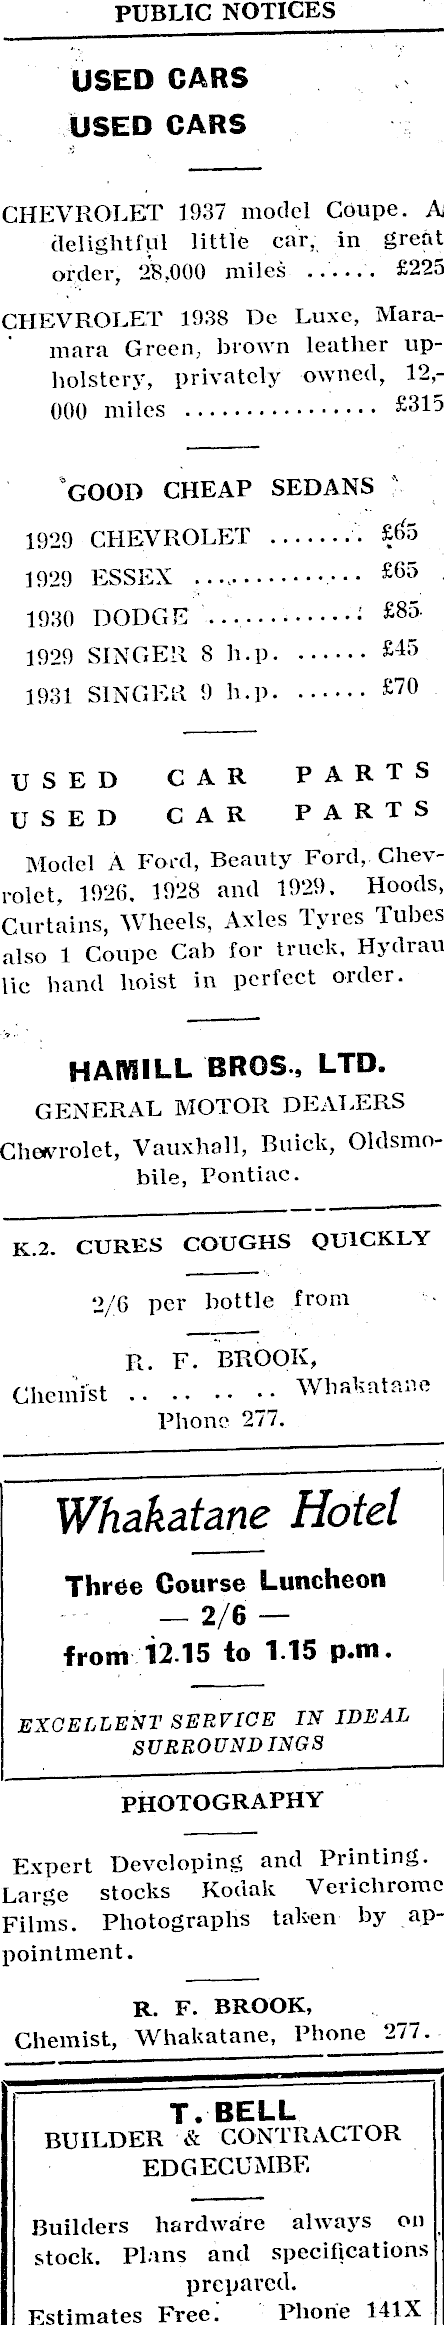 PUBLIC NOTICES
USED CARS
USED CARS
CHEVROLET 1937 model Coupe. A
delightful little car, in great
order, 28,000 miles ...... £225
CHEVROLET 1938 De Luxe, Mara-
mara Green, brown leather up-
holstery, privately owned, 12,-
000 miles ................ £315
GOOD CHEAP SEDANS
1929 CHEVROLET ........ £65
1929 ESSEX .............. £65
1930 DODGE ............. £85
1929 SINGER 8 h.p. ...... £45
1931 SINGER 9 h.p. ...... £70
USED CAR PARTS
USED CAR PARTS
Model A Ford, Beauty Ford, Chev-
rolet, 1926, 1928 and 1929. Hoods,
Curtains, Wheels, Axles Tyres Tubes
also 1 Coupe Cab for truck, Hydrau
lic hand hoist in perfect order.
HAMILL BROS., LTD.
GENERAL MOTOR DEALERS
Chevrolet, Vauxhall, Buick, Oldsmo-
bile, Pontiac.
K.2. CURES COUGHS QUICKLY
2/6 per bottle from
R. F. BROOK,
Chemist .. .. .. .. Whakatane
Phone 277.
Whakatane Hotel
Three Course Luncheon
— 2/6 —
from 12.15 to 1.15 p.m.
EXCELLENT SERVICE IN IDEAL
SURROUNDINGS
PHOTOGRAPHY
Expert Developing and Printing.
Large stocks Kodak Verichrome
Films. Photographs taken by ap-
pointment.
R. F. BROOK,
Chemist, Whakatane, Phone 277.
T. BELL
BUILDER & CONTRACTOR
EDGECUMBE
Builders hardware always on
stock. Plans and specifications
prepared.
Estimates Free. Phone 141X